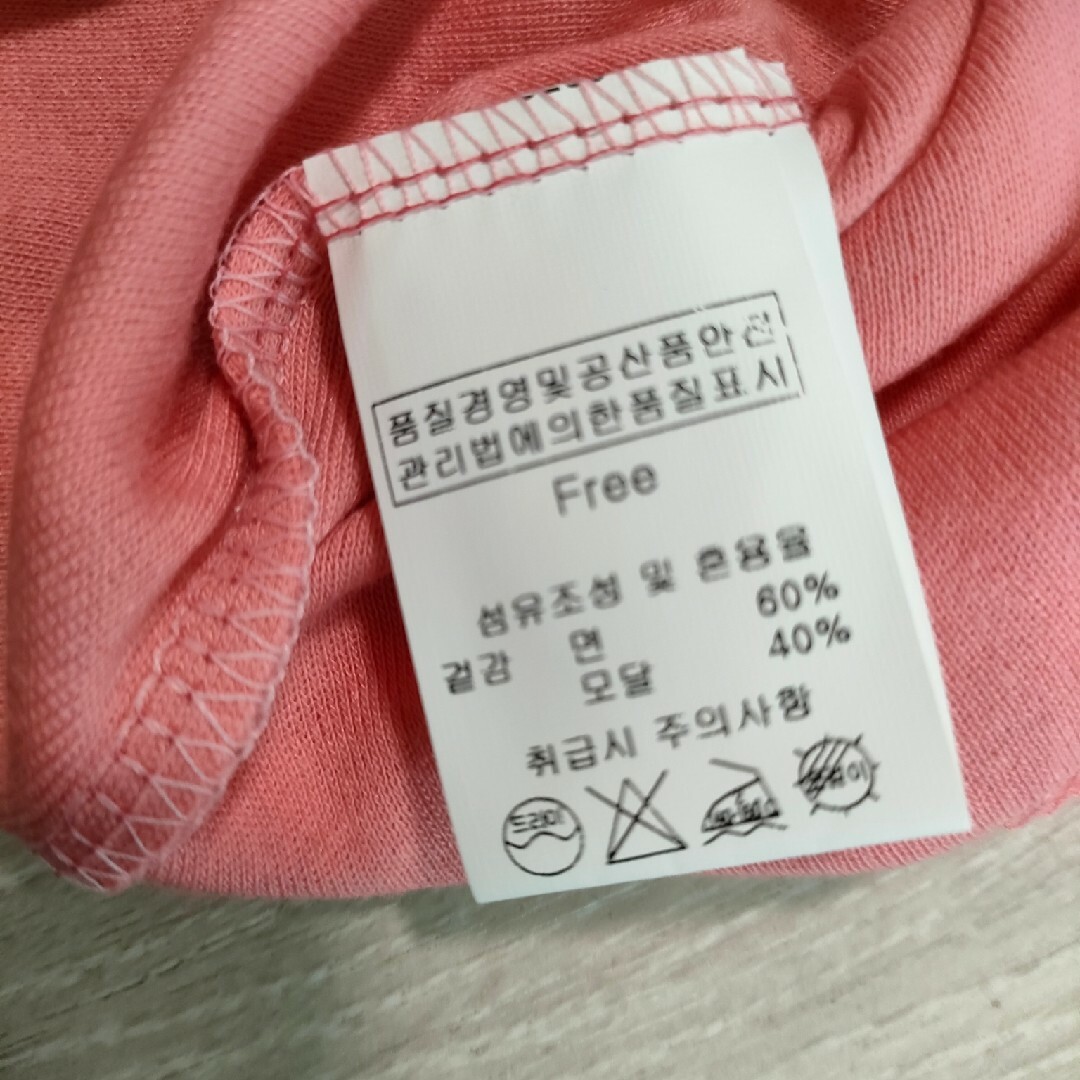 품질경영및공산품안전
관리법에의한품질표시
Free
섬유조성 및 혼용율
겉감 면 60%
모달 40%
취급시 주의사항
드라이